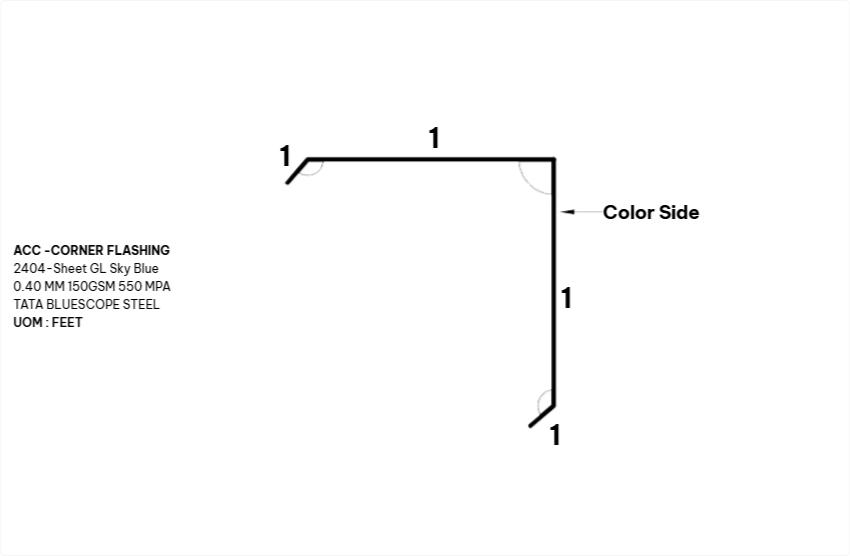 1
1
Color Side
ACC -CORNER FLASHING
2404-Sheet GL Sky Blue
0.40 MM 150GSM 550 MPA
TATA BLUESCOPE STEEL
UOM : FEET
1
1